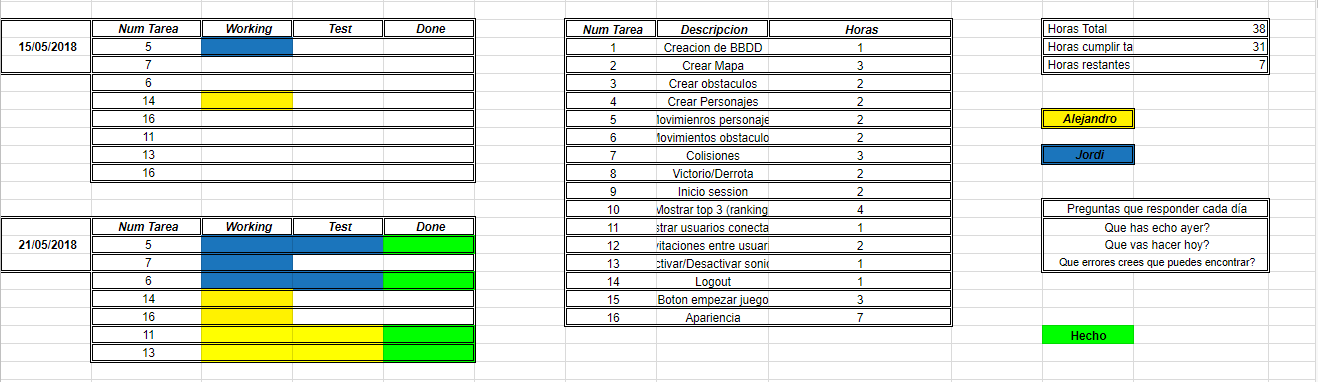 Num Tarea Working Test Done
15/05/2018
5
7
6
14
16
11
13
16
Num Tarea Working Test Done
21/05/2018
5
7
6
14
16
11
13
Num Tarea Descripcion Horas
1 Creacion de BBDD 1
2 Crear Mapa 3
3 Crear obstaculos 2
4 Crear Personajes 2
5 Movimienros personaje 2
6 Movimientos obstaculo 2
7 Colisiones 3
8 Victorio/Derrota 2
9 Inicio session 2
10 Mostrar top 3 (ranking 4
11 strar usuarios conecta 1
12 vitaciones entre usuari 2
13 ctivar/Desactivar sonic 1
14 Logout 1
15 Boton empezar juego 3
16 Apariencia 7
Horas Total 38
Horas cumplir ta 31
Horas restantes 7
Alejandro
Jordi
Preguntas que responder cada día
Que has echo ayer?
Que vas hacer hoy?
Que errores crees que puedes encontrar?
Hecho